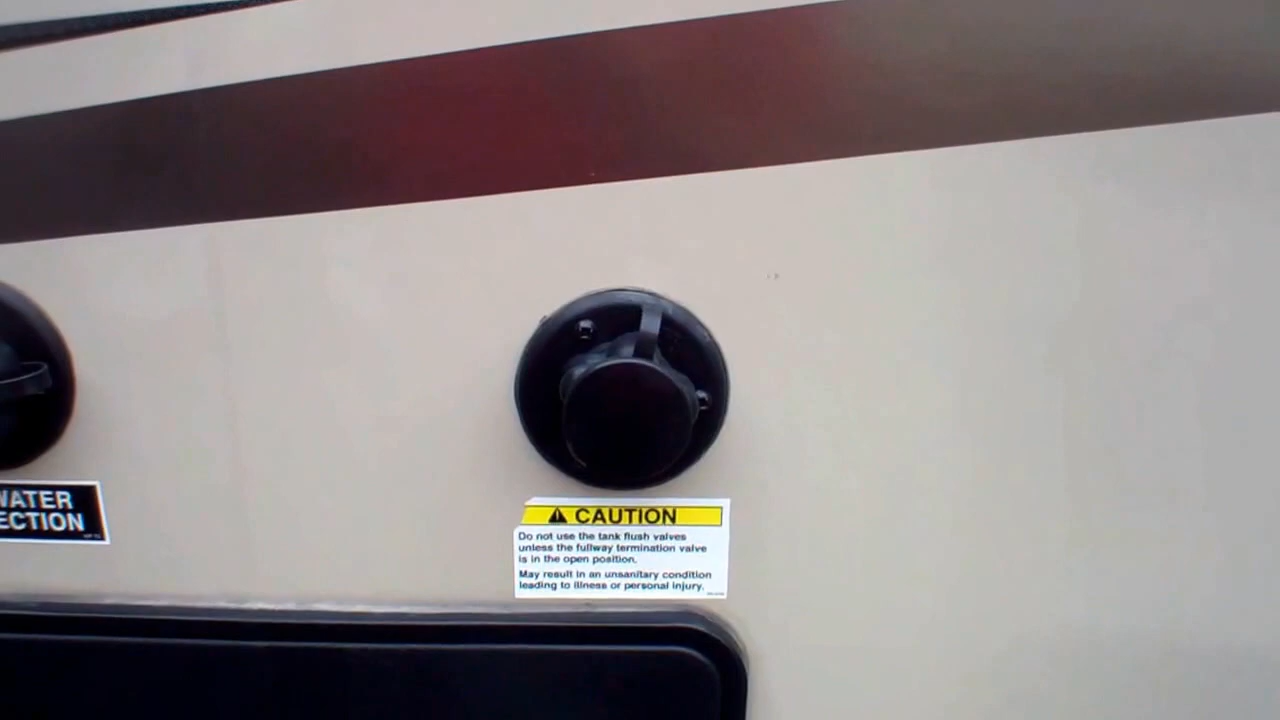 WATER
ECTION
CAUTION
Do not use the tank flush valves
unless the fullway termination valve
is in the open position.
May result in an unsanitary condition
leading to illness or personal injury.